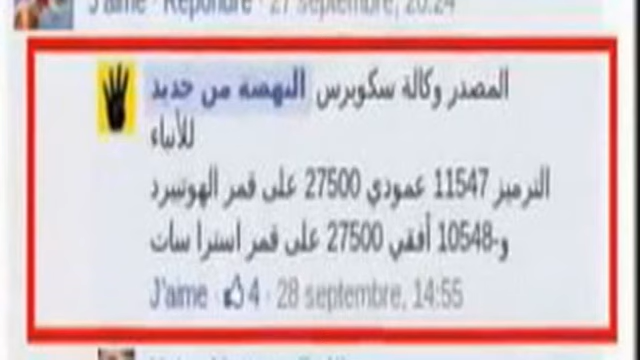 J'aime · Répondre · 27 septembre, 20:24
النهضة من جديد المصدر وكالة سكوبرس
للأنباء
الترميز 11547 عمودي 27500 على قمر الهوتبيرد
و-10548 أفقي 27500 على قمر استرا سات
J'aime · 4 · 28 septembre, 14:55